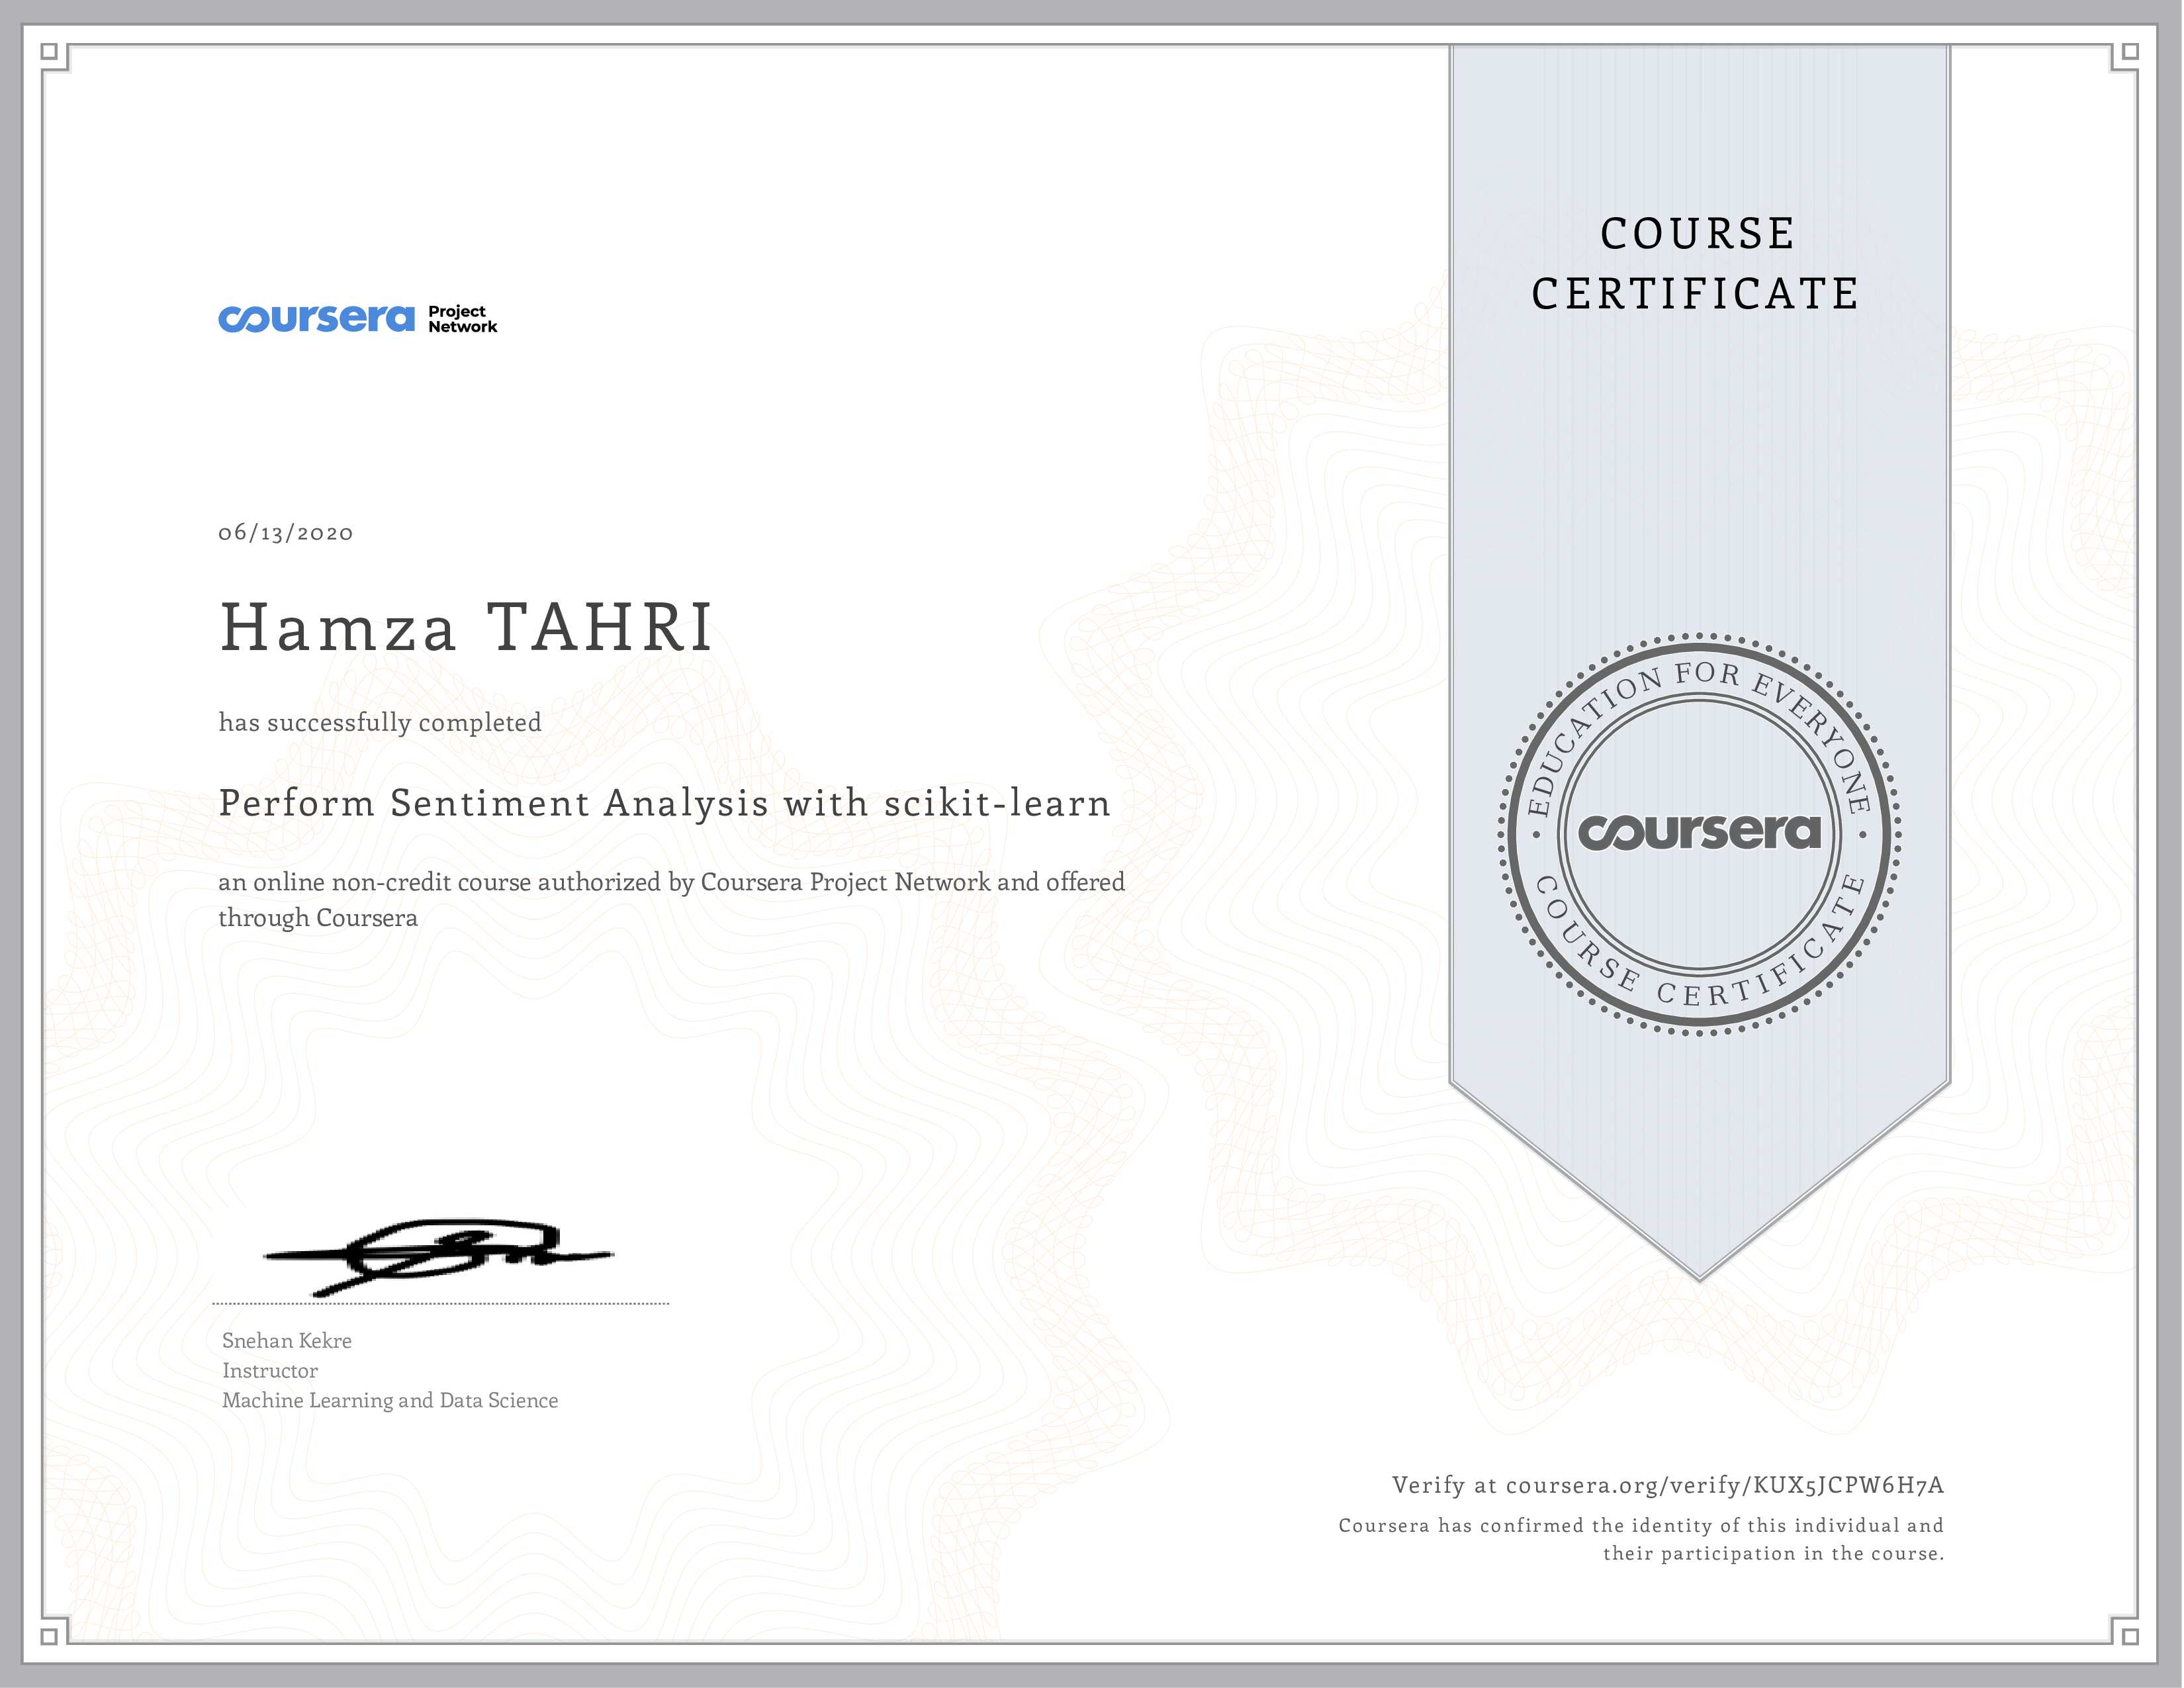 COURSE
CERTIFICATE
coursera Project
Network
06/13/2020
Hamza TAHRI
has successfully completed
Perform Sentiment Analysis with scikit-learn
an online non-credit course authorized by Coursera Project Network and offered
through Coursera
EDUCATION FOR EVERYONE
coursera
COURSE CERTIFICATE
Snehan Kekre
Instructor
Machine Learning and Data Science
Verify at coursera.org/verify/KUX5JCPW6H7A
Coursera has confirmed the identity of this individual and
their participation in the course.